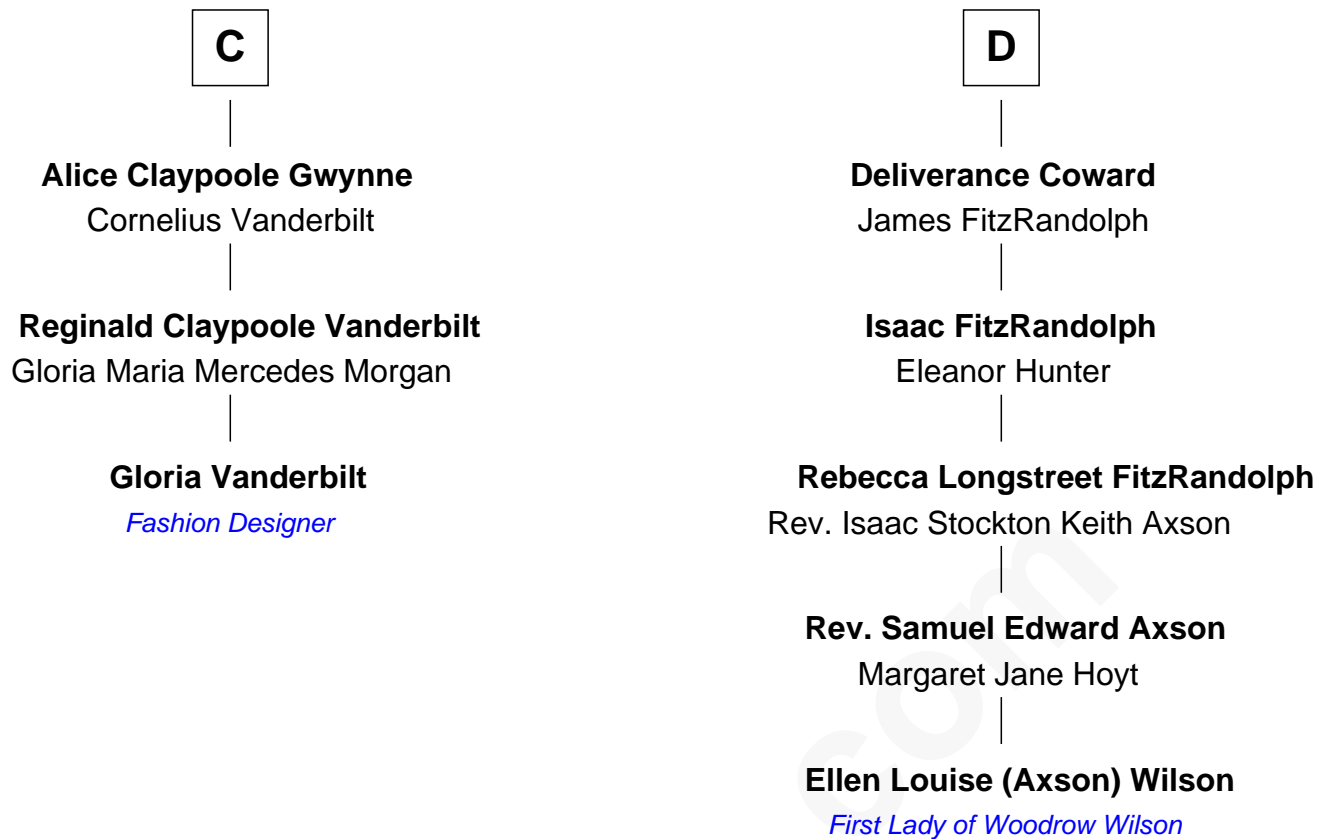 C
Alice Claypoole Gwynne
Cornelius Vanderbilt
Reginald Claypoole Vanderbilt
Gloria Maria Mercedes Morgan
Gloria Vanderbilt
Fashion Designer
D
Deliverance Coward
James FitzRandolph
Isaac FitzRandolph
Eleanor Hunter
Rebecca Longstreet FitzRandolph
Rev. Isaac Stockton Keith Axson
Rev. Samuel Edward Axson
Margaret Jane Hoyt
Ellen Louise (Axson) Wilson
First Lady of Woodrow Wilson
com